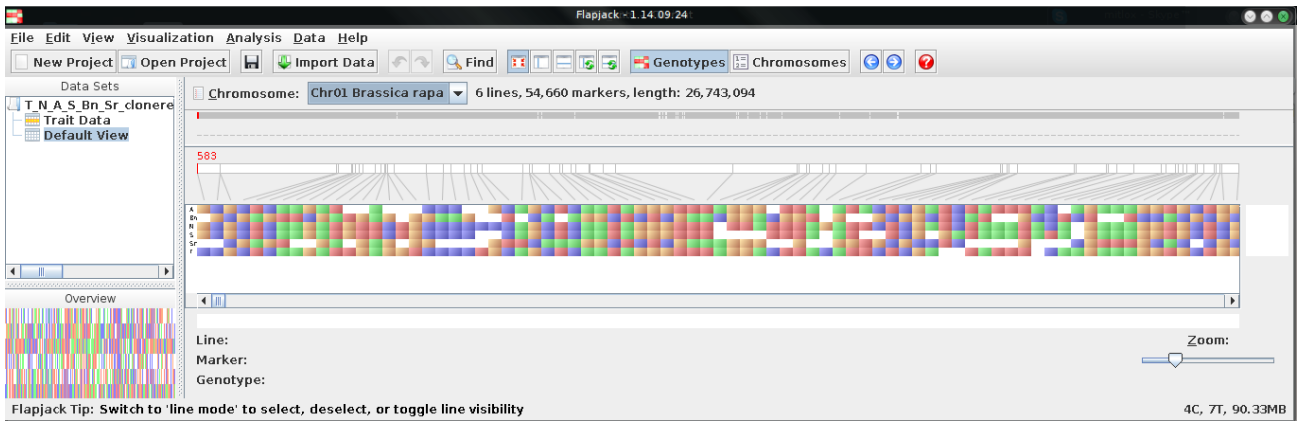 Flapjack - 1.14.09.24
File Edit View Visualization Analysis Data Help
New Project Open Project Import Data Find Genotypes Chromosomes
Data Sets
T_N_A_S_Bn_Sr_clonere
Trait Data
Default View
Chromosome: Chr01 Brassica rapa 6 lines, 54,660 markers, length: 26,743,094
583
A
Bn
N
S
Sr
Overview
Line:
Marker:
Genotype:
Zoom:
Flapjack Tip: Switch to 'line mode' to select, deselect, or toggle line visibility 4C, 7T, 90.33MB